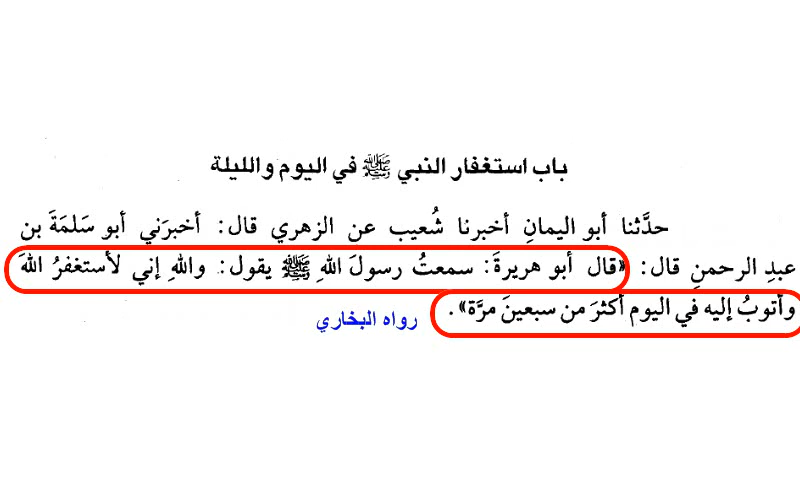 باب استغفار النبي ﷺ في اليوم والليلة
حدَّثنا أبو اليمانِ أخبرنا شُعيب عن الزهري قال: أخبرَني أبو سَلمَةَ بن
عبدِ الرحمنِ قال: «قال أبو هريرةَ: سمعتُ رسولَ اللهِ ﷺ يقول: واللهِ إني لأستغفرُ اللهَ
وأتوبُ إليه في اليوم أكثرَ من سبعينَ مرَّة».
رواه البخاري